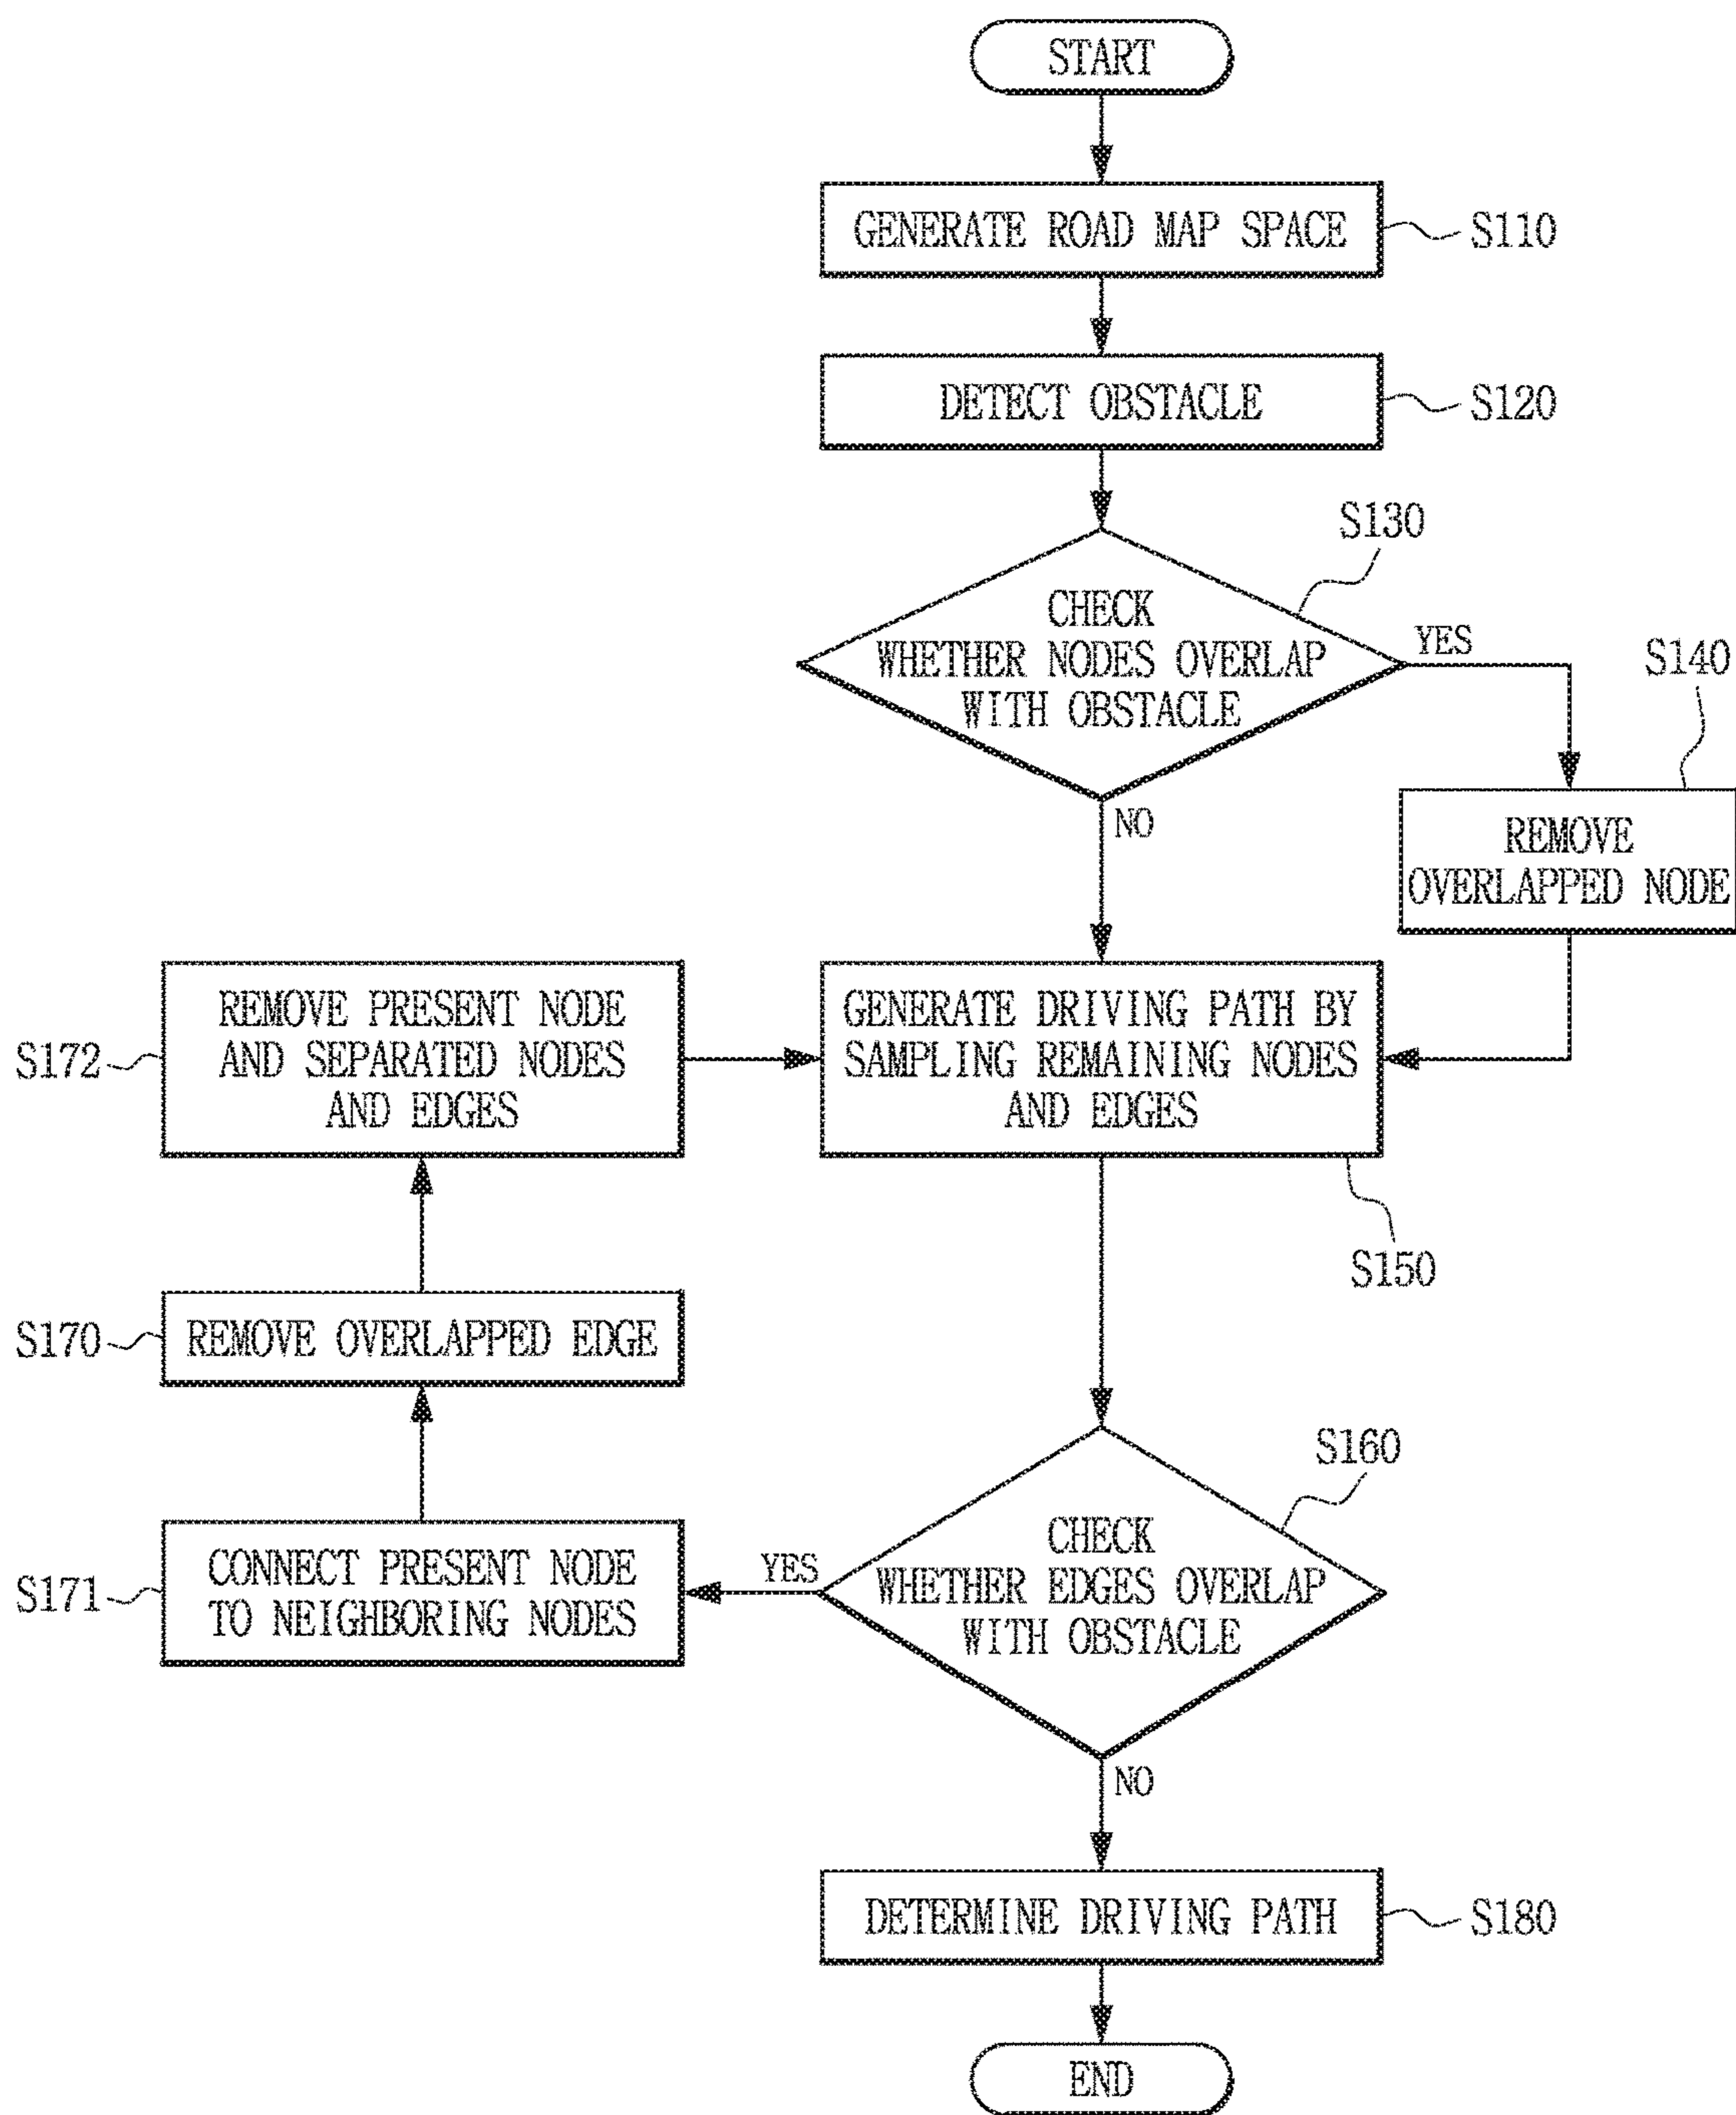 START
GENERATE ROAD MAP SPACE
S110
DETECT OBSTACLE
S120
S130
CHECK
WHETHER NODES OVERLAP
WITH OBSTACLE
YES
S140
NO
REMOVE
OVERLAPPED NODE
S172
REMOVE PRESENT NODE
AND SEPARATED NODES
AND EDGES
GENERATE DRIVING PATH BY
SAMPLING REMAINING NODES
AND EDGES
S150
S170
REMOVE OVERLAPPED EDGE
S160
S171
CONNECT PRESENT NODE
TO NEIGHBORING NODES
YES
CHECK
WHETHER EDGES OVERLAP
WITH OBSTACLE
NO
DETERMINE DRIVING PATH
S180
END